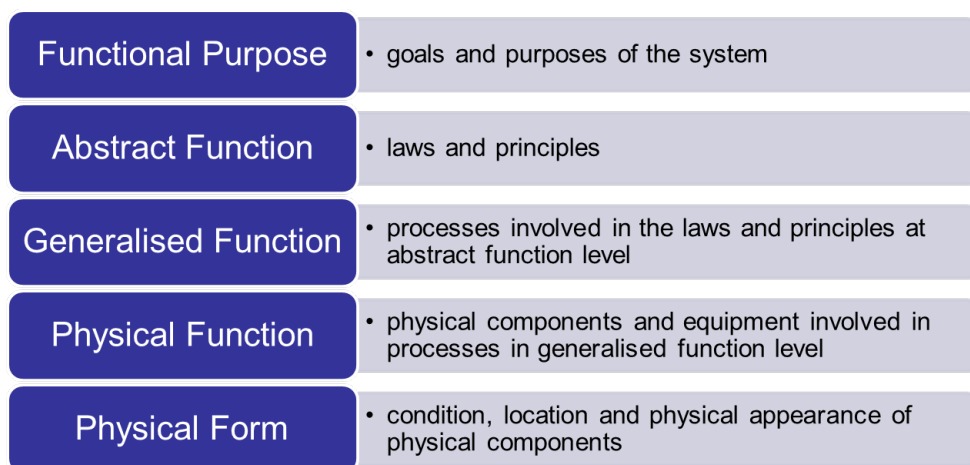 Functional Purpose
• goals and purposes of the system
Abstract Function
• laws and principles
Generalised Function
• processes involved in the laws and principles at
abstract function level
Physical Function
• physical components and equipment involved in
processes in generalised function level
Physical Form
• condition, location and physical appearance of
physical components